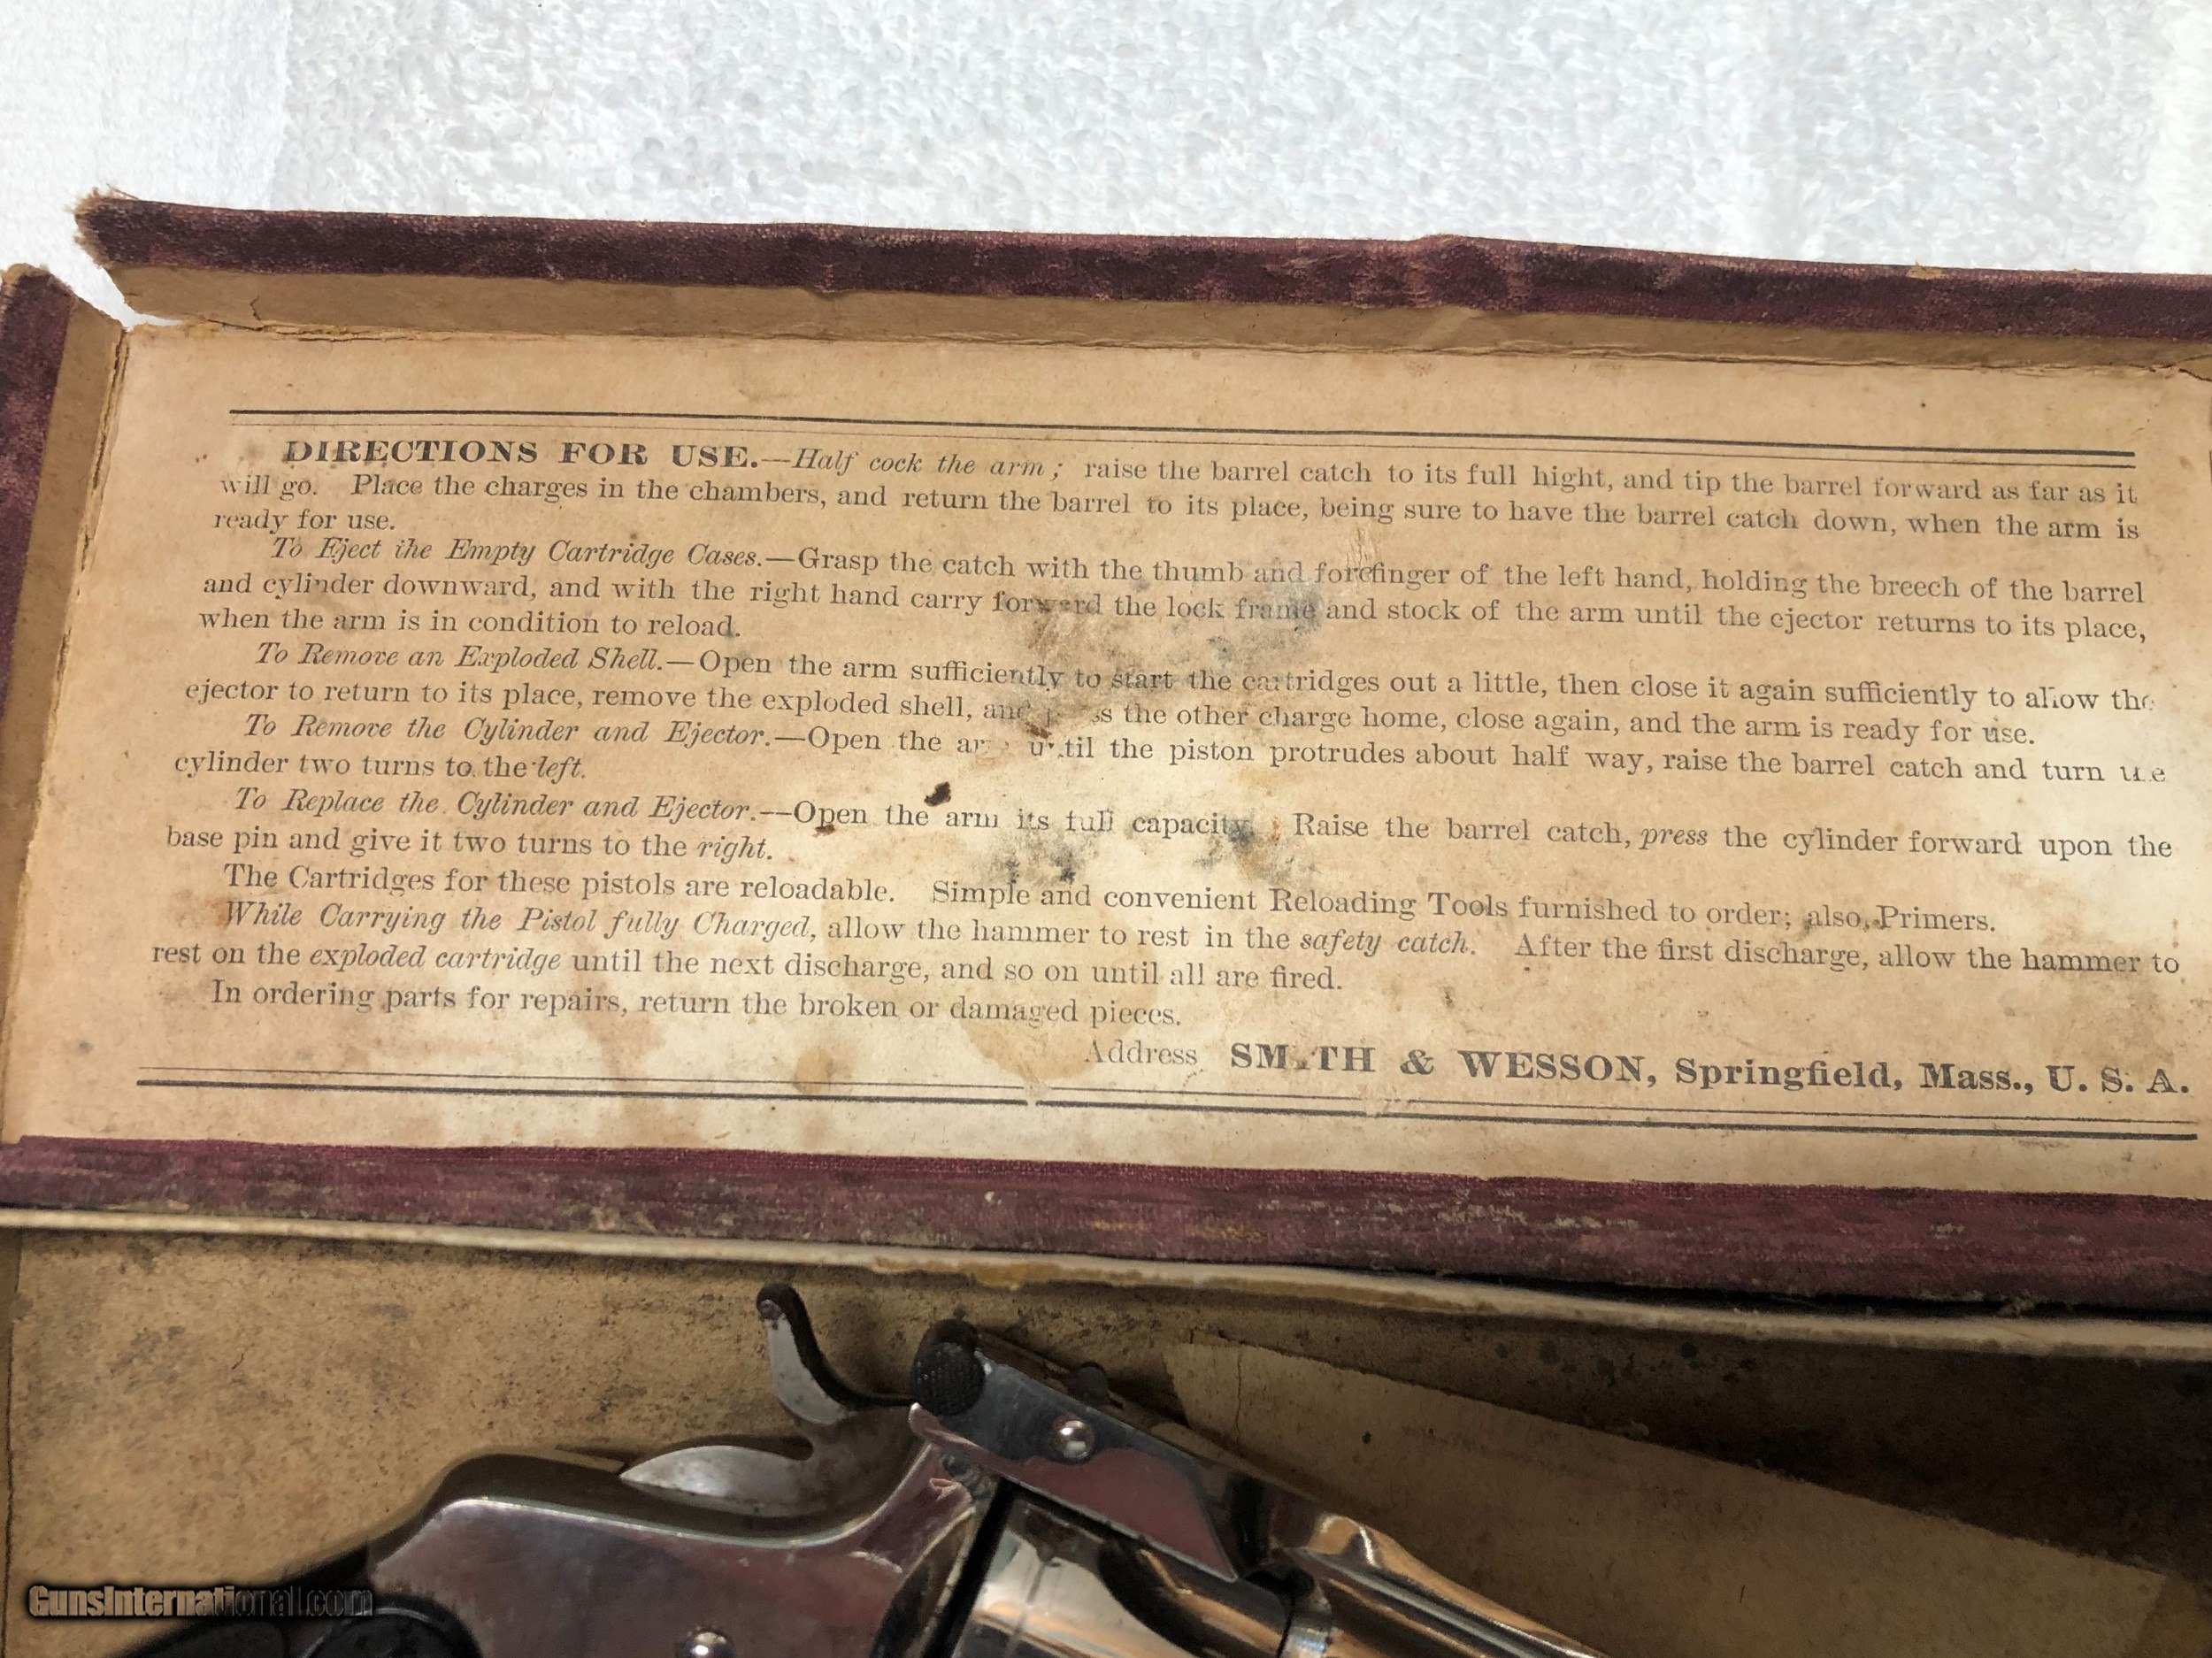 DIRECTIONS FOR USE.—Half cock the arm; raise the barrel catch to its full hight, and tip the barrel forward as far as it
will go. Place the charges in the chambers, and return the barrel to its place, being sure to have the barrel catch down, when the arm is
ready for use.
To Eject the Empty Cartridge Cases.—Grasp the catch with the thumb and forefinger of the left hand, holding the breech of the barrel
and cylinder downward, and with the right hand carry forward the lock frame and stock of the arm until the ejector returns to its place,
when the arm is in condition to reload.
To Remove an Exploded Shell.—Open the arm sufficiently to start the cartridges out a little, then close it again sufficiently to allow the
ejector to return to its place, remove the exploded shell, and the other charge home, close again, and the arm is ready for use.
To Remove the Cylinder and Ejector.—Open the arm until the piston protrudes about half way, raise the barrel catch and turn the
cylinder two turns to the left.
To Replace the Cylinder and Ejector.—Open the arm its full capacity. Raise the barrel catch, press the cylinder forward upon the
base pin and give it two turns to the right.
The Cartridges for these pistols are reloadable. Simple and convenient Reloading Tools furnished to order; also, Primers.
While Carrying the Pistol fully Charged, allow the hammer to rest in the safety catch. After the first discharge, allow the hammer to
rest on the exploded cartridge until the next discharge, and so on until all are fired.
In ordering parts for repairs, return the broken or damaged pieces.
Address SMITH & WESSON, Springfield, Mass., U. S. A.
GunsInternational.com